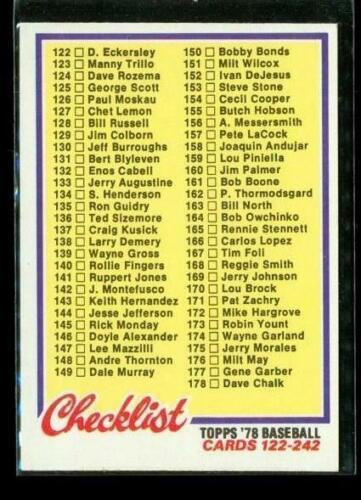 122 D. Eckersley
123 Manny Trillo
124 Dave Rozema
125 George Scott
126 Paul Moskau
127 Chet Lemon
128 Bill Russell
129 Jim Colborn
130 Jeff Burroughs
131 Bert Blyleven
132 Enos Cabell
133 Jerry Augustine
134 S. Henderson
135 Ron Guidry
136 Ted Sizemore
137 Craig Kusick
138 Larry Demery
139 Wayne Gross
140 Rollie Fingers
141 Ruppert Jones
142 J. Montefusco
143 Keith Hernandez
144 Jesse Jefferson
145 Rick Monday
146 Doyle Alexander
147 Lee Mazzilli
148 Andre Thornton
149 Dale Murray
150 Bobby Bonds
151 Milt Wilcox
152 Ivan DeJesus
153 Steve Stone
154 Cecil Cooper
155 Butch Hobson
156 A. Messersmith
157 Pete LaCock
158 Joaquin Andujar
159 Lou Piniella
160 Jim Palmer
161 Bob Boone
162 P. Thormodsgard
163 Bill North
164 Bob Owchinko
165 Rennie Stennett
166 Carlos Lopez
167 Tim Foli
168 Reggie Smith
169 Jerry Johnson
170 Lou Brock
171 Pat Zachry
172 Mike Hargrove
173 Robin Yount
174 Wayne Garland
175 Jerry Morales
176 Milt May
177 Gene Garber
178 Dave Chalk
Checklist
TOPPS '78 BASEBALL
CARDS 122-242